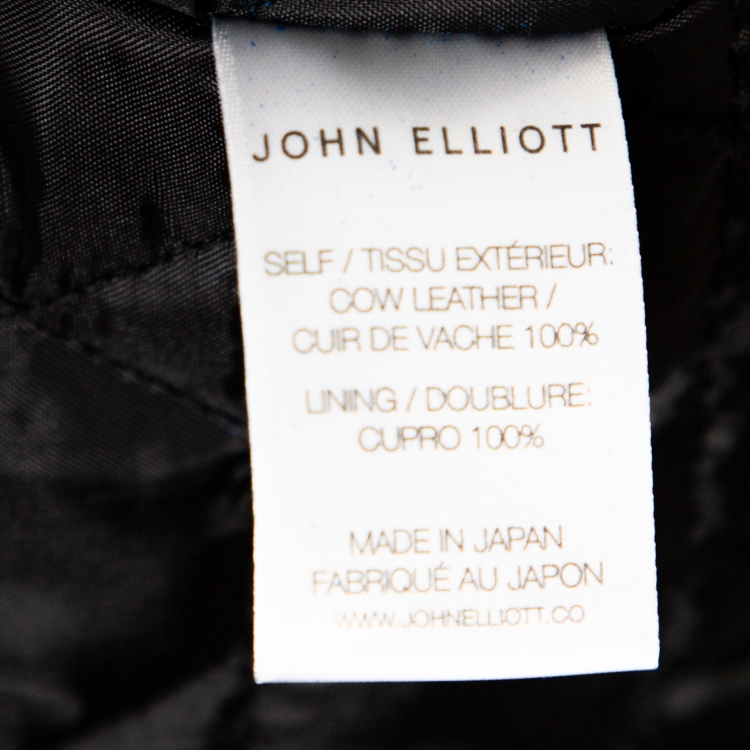 JOHN ELLIOTT
SELF / TISSU EXTÉRIEUR:
COW LEATHER /
CUIR DE VACHE 100%
LINING / DOUBLURE:
CUPRO 100%
MADE IN JAPAN
FABRIQUÉ AU JAPON
WWW.JOHNELLIOTT.CO